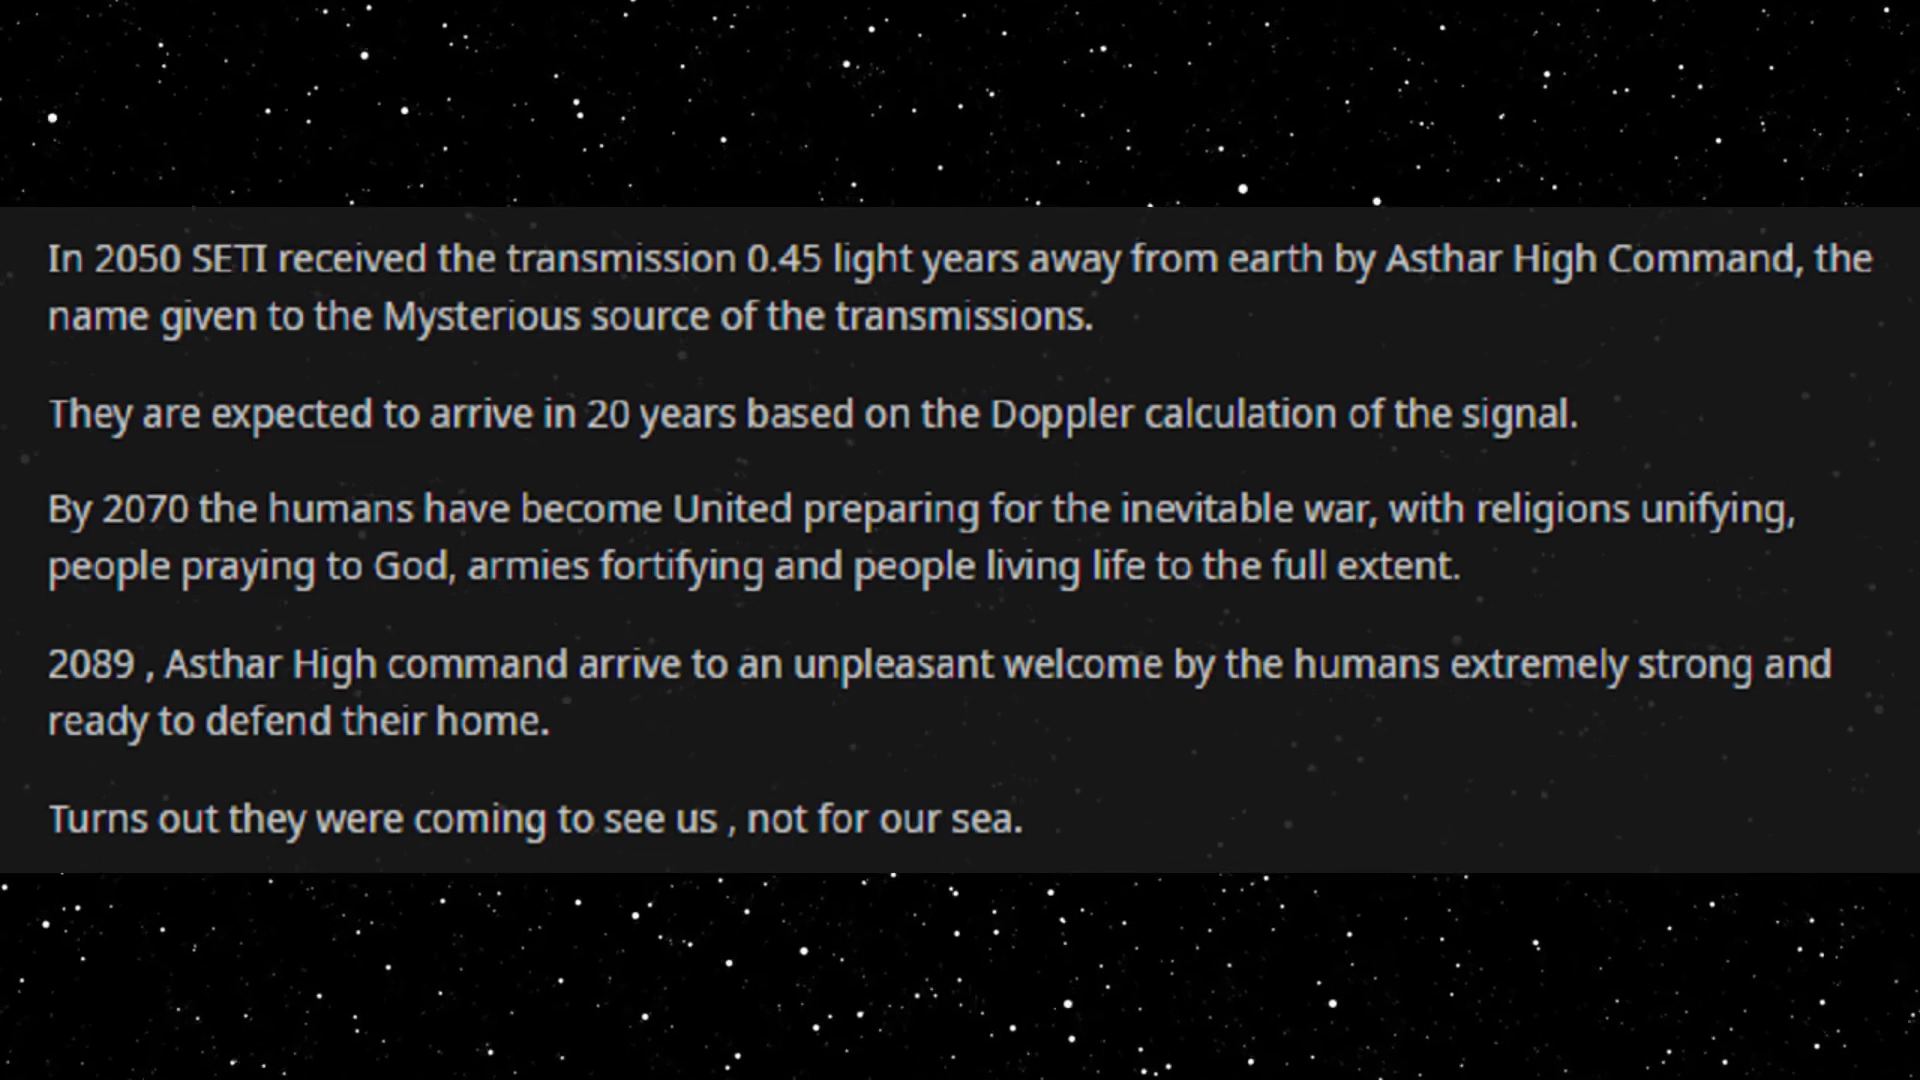 In 2050 SETI received the transmission 0.45 light years away from earth by Asthar High Command, the
name given to the Mysterious source of the transmissions.
They are expected to arrive in 20 years based on the Doppler calculation of the signal.
By 2070 the humans have become United preparing for the inevitable war, with religions unifying,
people praying to God, armies fortifying and people living life to the full extent.
2089 , Asthar High command arrive to an unpleasant welcome by the humans extremely strong and
ready to defend their home.
Turns out they were coming to see us , not for our sea.